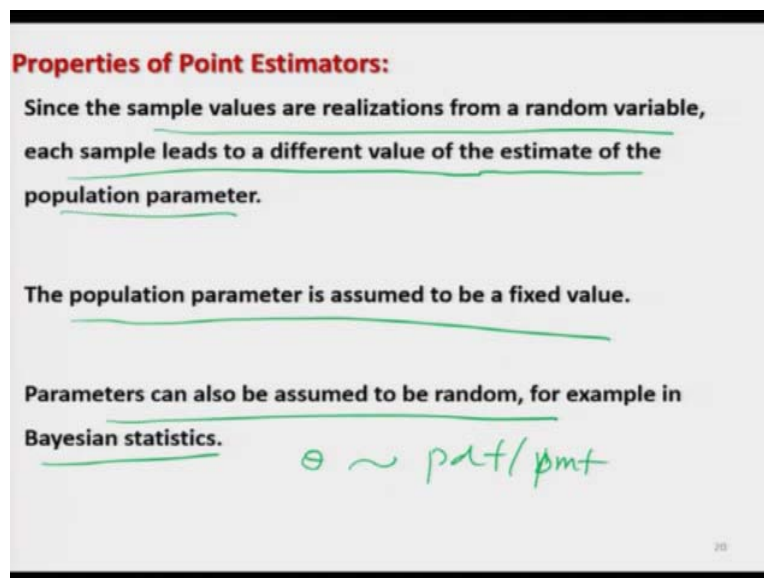 Properties of Point Estimators:
Since the sample values are realizations from a random variable,
each sample leads to a different value of the estimate of the
population parameter.
The population parameter is assumed to be a fixed value.
Parameters can also be assumed to be random, for example in
Bayesian statistics.
θ ~ pdf/pmf
20